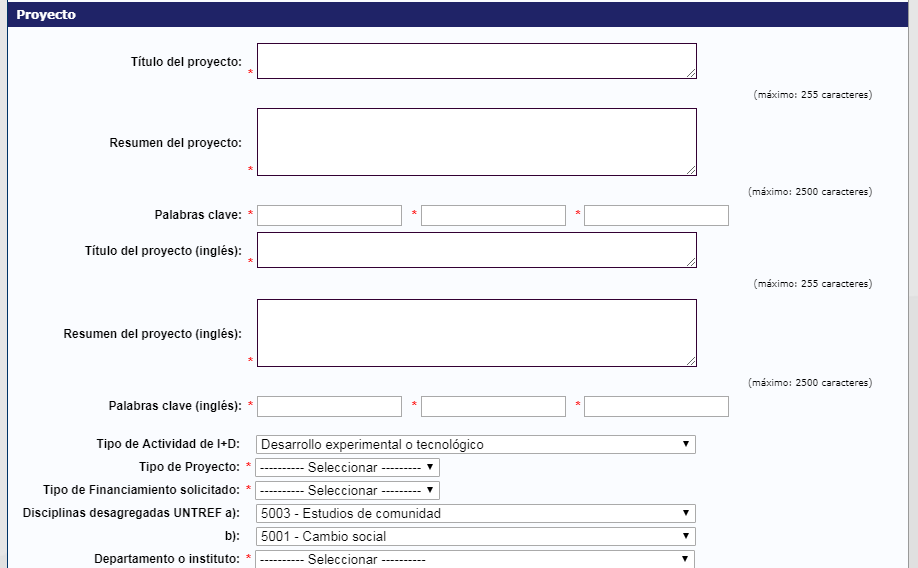 Proyecto
Título del proyecto: *
(máximo: 255 caracteres)
Resumen del proyecto: *
(máximo: 2500 caracteres)
Palabras clave: * * *
Título del proyecto (inglés): *
(máximo: 255 caracteres)
Resumen del proyecto (inglés): *
(máximo: 2500 caracteres)
Palabras clave (inglés): * * *
Tipo de Actividad de I+D: Desarrollo experimental o tecnológico
Tipo de Proyecto: * ---------- Seleccionar ---------
Tipo de Financiamiento solicitado: * ---------- Seleccionar ---------
Disciplinas desagregadas UNTREF a): 5003 - Estudios de comunidad
b): 5001 - Cambio social
Departamento o instituto: * ---------- Seleccionar ----------